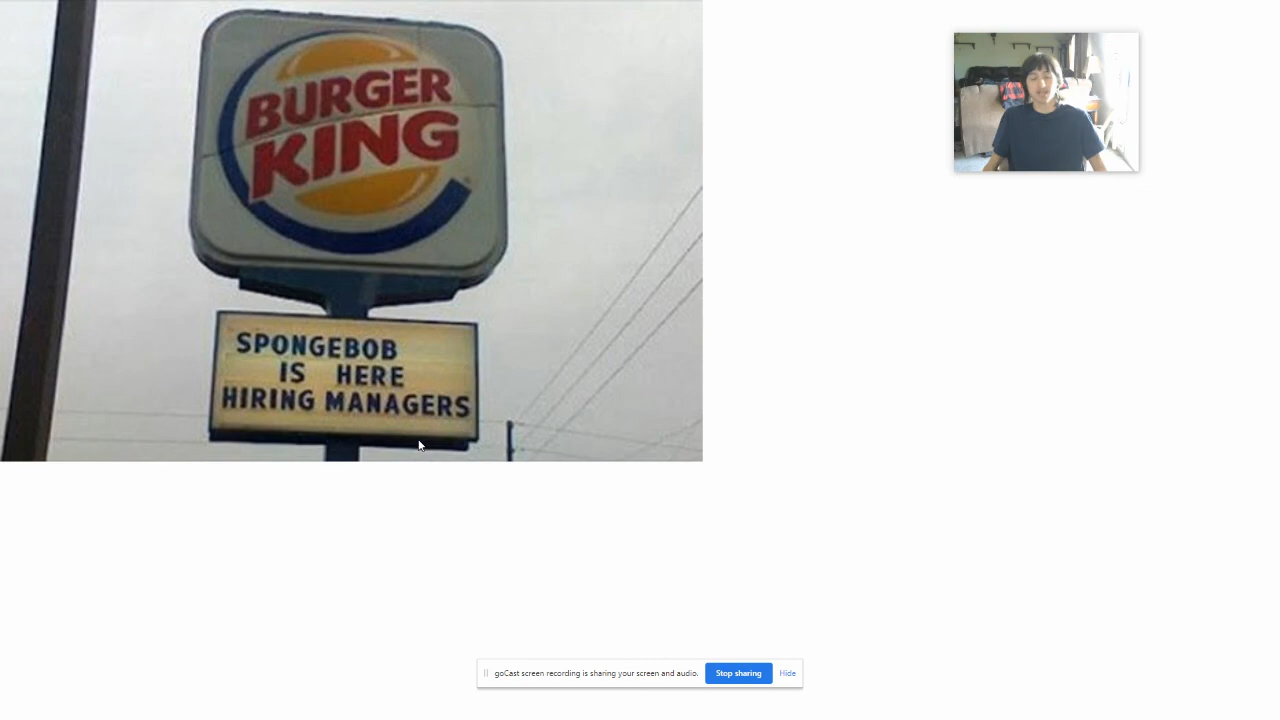 BURGER
KING
SPONGEBOB
IS HERE
HIRING MANAGERS
goCast screen recording is sharing your screen and audio.
Stop sharing
Hide